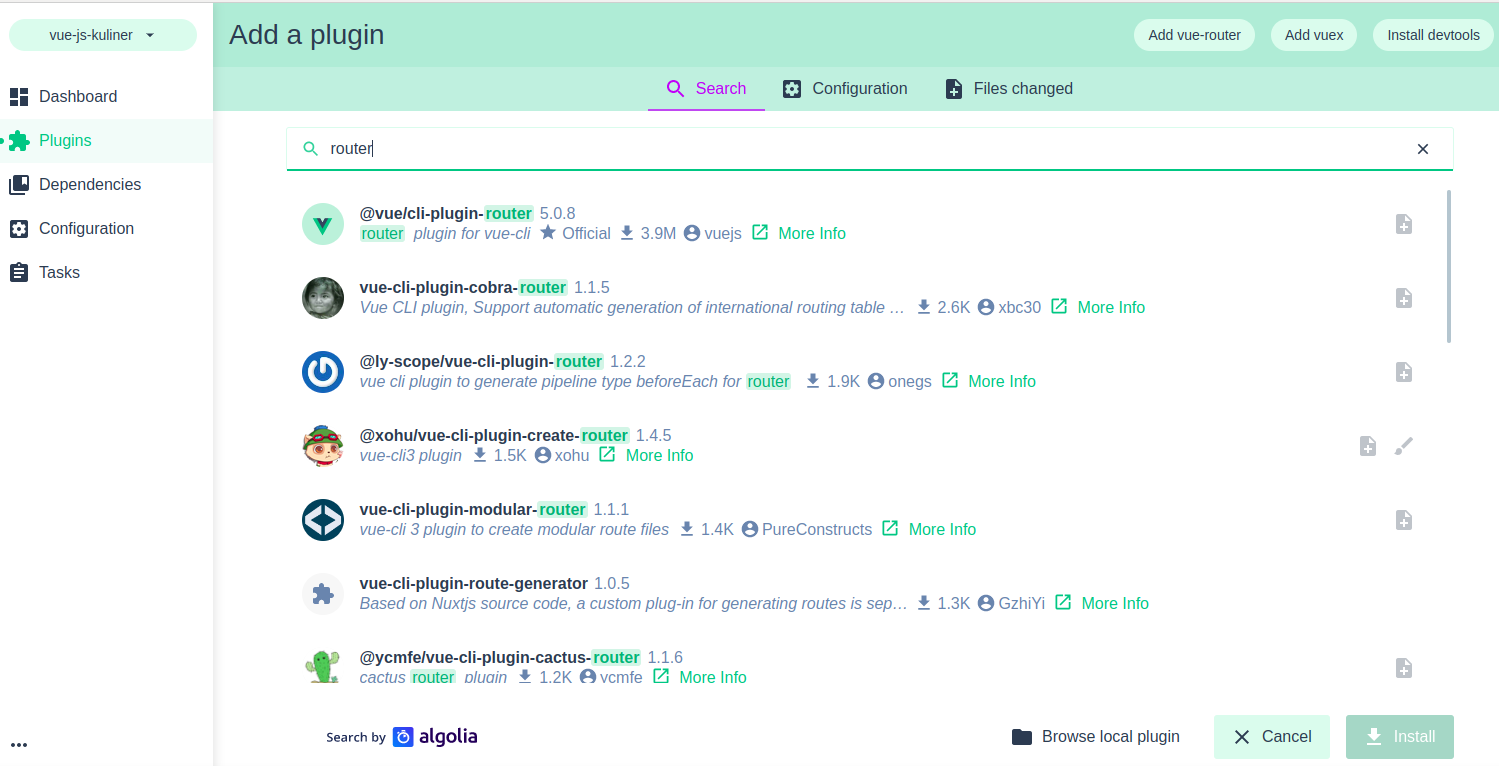 vue-js-kuliner
Add a plugin
Add vue-router
Add vuex
Install devtools
Search
Configuration
Files changed
Dashboard
Plugins
Dependencies
Configuration
Tasks
router
@vue/cli-plugin-router 5.0.8
router plugin for vue-cli Official 3.9M vuejs More Info
vue-cli-plugin-cobra-router 1.1.5
Vue CLI plugin, Support automatic generation of international routing table … 2.6K xbc30 More Info
@ly-scope/vue-cli-plugin-router 1.2.2
vue cli plugin to generate pipeline type beforeEach for router 1.9K onegs More Info
@xohu/vue-cli-plugin-create-router 1.4.5
vue-cli3 plugin 1.5K xohu More Info
vue-cli-plugin-modular-router 1.1.1
vue-cli 3 plugin to create modular route files 1.4K PureConstructs More Info
vue-cli-plugin-route-generator 1.0.5
Based on Nuxtjs source code, a custom plug-in for generating routes is sep… 1.3K GzhiYi More Info
@ycmfe/vue-cli-plugin-cactus-router 1.1.6
cactus router plugin 1.2K ycmfe More Info
Search by algolia
Browse local plugin
Cancel
Install